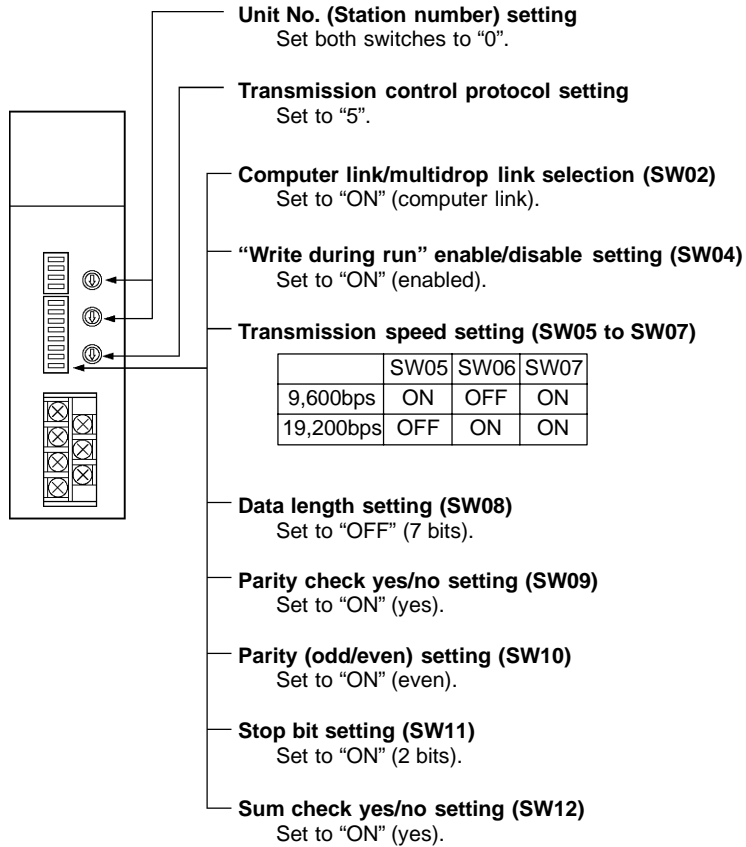 Unit No. (Station number) setting
Set both switches to “0”.
Transmission control protocol setting
Set to “5”.
Computer link/multidrop link selection (SW02)
Set to “ON” (computer link).
“Write during run” enable/disable setting (SW04)
Set to “ON” (enabled).
Transmission speed setting (SW05 to SW07)
SW05 SW06 SW07
9,600bps ON OFF ON
19,200bps OFF ON ON
Data length setting (SW08)
Set to “OFF” (7 bits).
Parity check yes/no setting (SW09)
Set to “ON” (yes).
Parity (odd/even) setting (SW10)
Set to “ON” (even).
Stop bit setting (SW11)
Set to “ON” (2 bits).
Sum check yes/no setting (SW12)
Set to “ON” (yes).